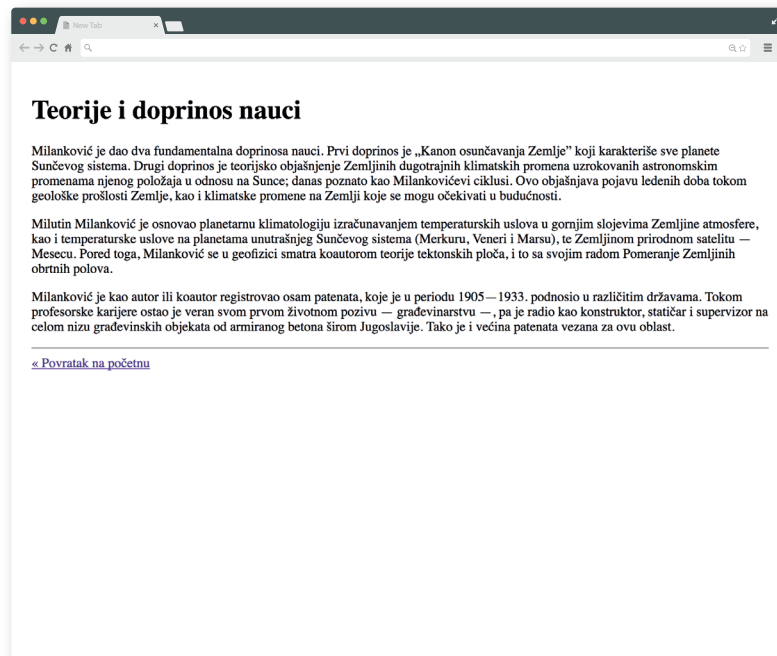 New Tab
Teorije i doprinos nauci
Milanković je dao dva fundamentalna doprinosa nauci. Prvi doprinos je „Kanon osunčavanja Zemlje” koji karakteriše sve planete
Sunčevog sistema. Drugi doprinos je teorijsko objašnjenje Zemljinih dugotrajnih klimatskih promena uzrokovanih astronomskim
promenama njenog položaja u odnosu na Sunce; danas poznato kao Milankovićevi ciklusi. Ovo objašnjava pojavu ledenih doba tokom
geološke prošlosti Zemlje, kao i klimatske promene na Zemlji koje se mogu očekivati u budućnosti.
Milutin Milanković je osnovao planetarnu klimatologiju izračunavanjem temperaturskih uslova u gornjim slojevima Zemljine atmosfere,
kao i temperaturske uslove na planetama unutrašnjeg Sunčevog sistema (Merkuru, Veneri i Marsu), te Zemljinom prirodnom satelitu —
Mesecu. Pored toga, Milanković se u geofizici smatra koautorom teorije tektonskih ploča, i to sa svojim radom Pomeranje Zemljinih
obrtnih polova.
Milanković je kao autor ili koautor registrovao osam patenata, koje je u periodu 1905—1933. podnosio u različitim državama. Tokom
profesorske karijere ostao je veran svom prvom životnom pozivu — građevinarstvu —, pa je radio kao konstruktor, statičar i supervizor na
celom nizu građevinskih objekata od armiranog betona širom Jugoslavije. Tako je i većina patenata vezana za ovu oblast.
« Povratak na početnu